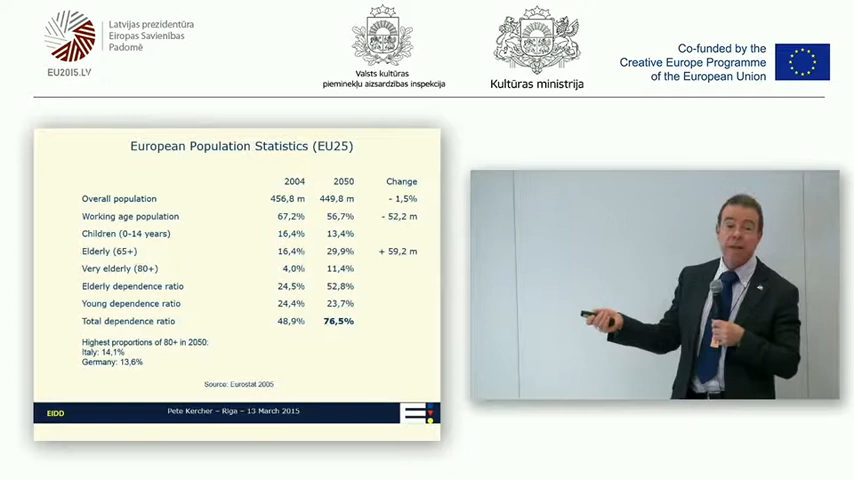 Latvijas prezidentūra
Eiropas Savienības
Padomē
EU2015.LV
Valsts kultūras
pieminekļu aizsardzības inspekcija
Kultūras ministrija
Co-funded by the
Creative Europe Programme
of the European Union
European Population Statistics (EU25)
2004 2050 Change
Overall population 456,8 m 449,8 m - 1,5%
Working age population 67,2% 56,7% - 52,2 m
Children (0-14 years) 16,4% 13,4%
Elderly (65+) 16,4% 29,9% + 59,2 m
Very elderly (80+) 4,0% 11,4%
Elderly dependence ratio 24,5% 52,8%
Young dependence ratio 24,4% 23,7%
Total dependence ratio 48,9% 76,5%
Highest proportions of 80+ in 2050:
Italy: 14,1%
Germany: 13,6%
Source: Eurostat 2005
EIDD Pete Kercher – Rīga – 13 March 2015